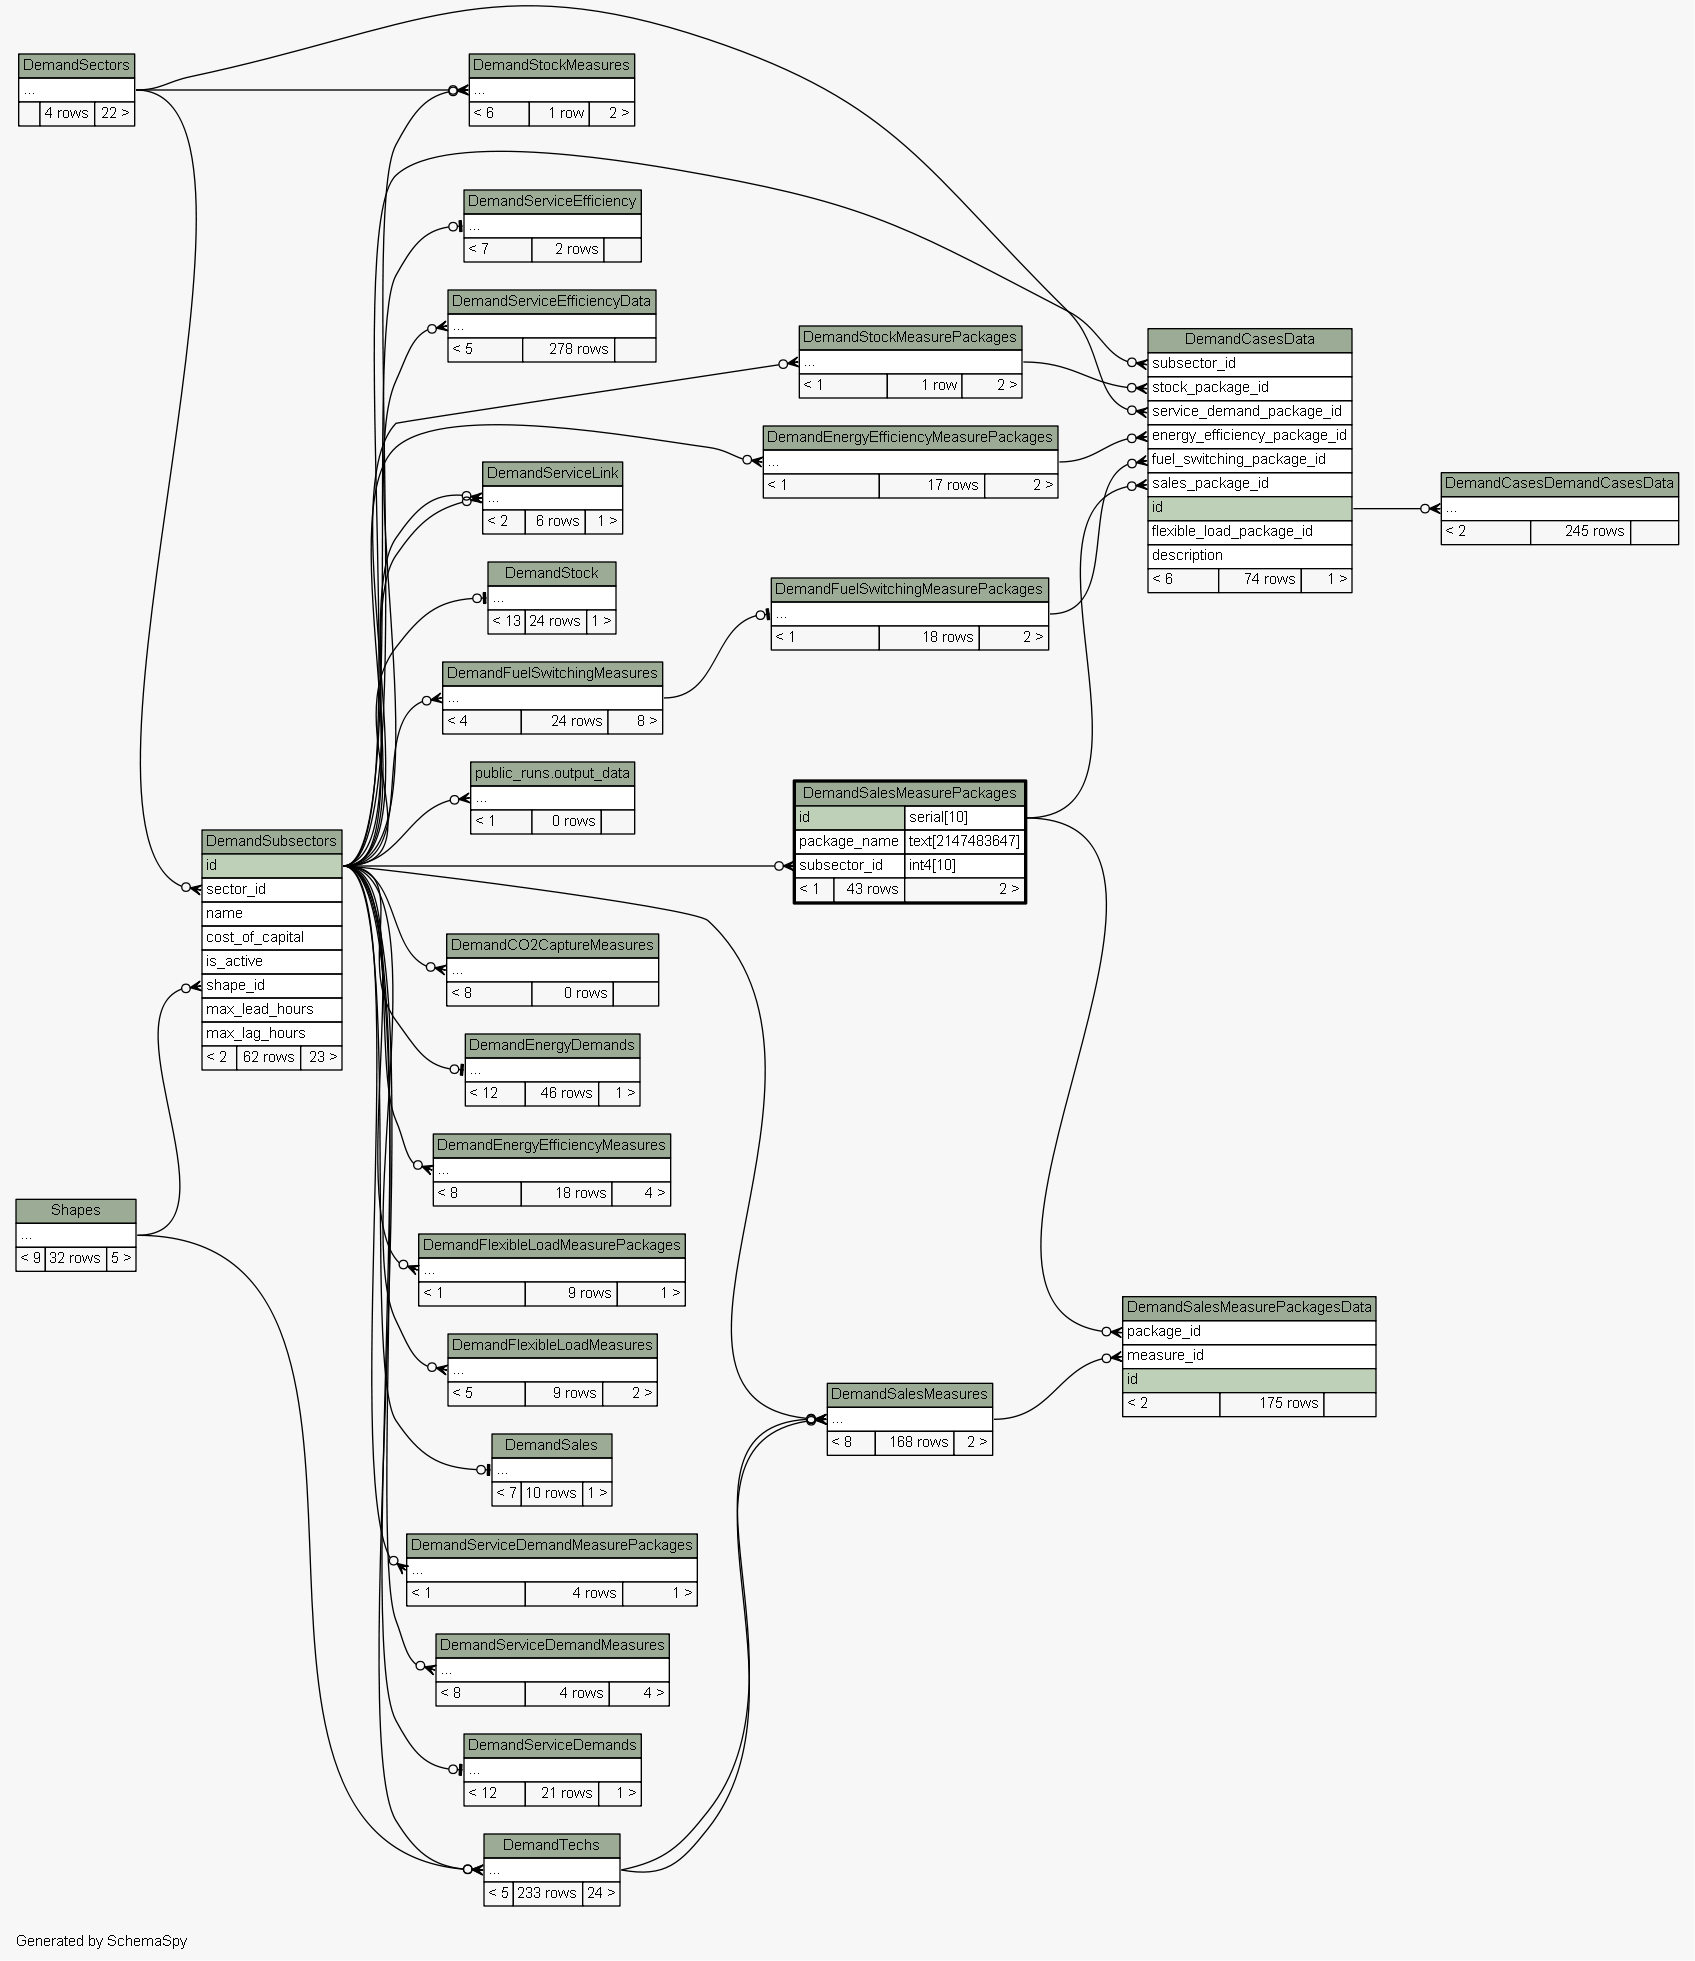 DemandSectors
...
4 rows 22 >
DemandStockMeasures
...
< 6 1 row 2 >
DemandServiceEfficiency
...
< 7 2 rows
DemandServiceEfficiencyData
...
< 5 278 rows
DemandStockMeasurePackages
...
< 1 1 row 2 >
DemandCasesData
subsector_id
stock_package_id
service_demand_package_id
energy_efficiency_package_id
fuel_switching_package_id
sales_package_id
id
flexible_load_package_id
description
< 6 74 rows 1 >
DemandEnergyEfficiencyMeasurePackages
...
< 1 17 rows 2 >
DemandServiceLink
...
< 2 6 rows 1 >
DemandCasesDemandCasesData
...
< 2 245 rows
DemandStock
...
< 13 24 rows 1 >
DemandFuelSwitchingMeasurePackages
...
< 1 18 rows 2 >
DemandFuelSwitchingMeasures
...
< 4 24 rows 8 >
public_runs.output_data
...
< 1 0 rows
DemandSalesMeasurePackages
id serial[10]
package_name text[2147483647]
subsector_id int4[10]
< 1 43 rows 2 >
DemandSubsectors
id
sector_id
name
cost_of_capital
is_active
shape_id
max_lead_hours
max_lag_hours
< 2 62 rows 23 >
DemandCO2CaptureMeasures
...
< 8 0 rows
DemandEnergyDemands
...
< 12 46 rows 1 >
DemandEnergyEfficiencyMeasures
...
< 8 18 rows 4 >
Shapes
...
< 9 32 rows 5 >
DemandFlexibleLoadMeasurePackages
...
< 1 9 rows 1 >
DemandSalesMeasurePackagesData
package_id
measure_id
id
< 2 175 rows
DemandFlexibleLoadMeasures
...
< 5 9 rows 2 >
DemandSalesMeasures
...
< 8 168 rows 2 >
DemandSales
...
< 7 10 rows 1 >
DemandServiceDemandMeasurePackages
...
< 1 4 rows 1 >
DemandServiceDemandMeasures
...
< 8 4 rows 4 >
DemandServiceDemands
...
< 12 21 rows 1 >
DemandTechs
...
< 5 233 rows 24 >
Generated by SchemaSpy